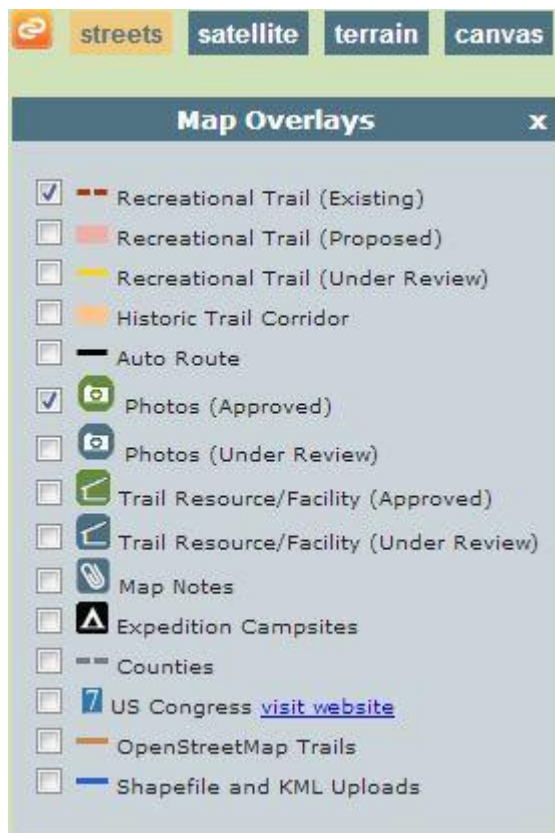 streets satellite terrain canvas
Map Overlays x
Recreational Trail (Existing)
Recreational Trail (Proposed)
Recreational Trail (Under Review)
Historic Trail Corridor
Auto Route
Photos (Approved)
Photos (Under Review)
Trail Resource/Facility (Approved)
Trail Resource/Facility (Under Review)
Map Notes
Expedition Campsites
Counties
7 US Congress visit website
OpenStreetMap Trails
Shapefile and KML Uploads